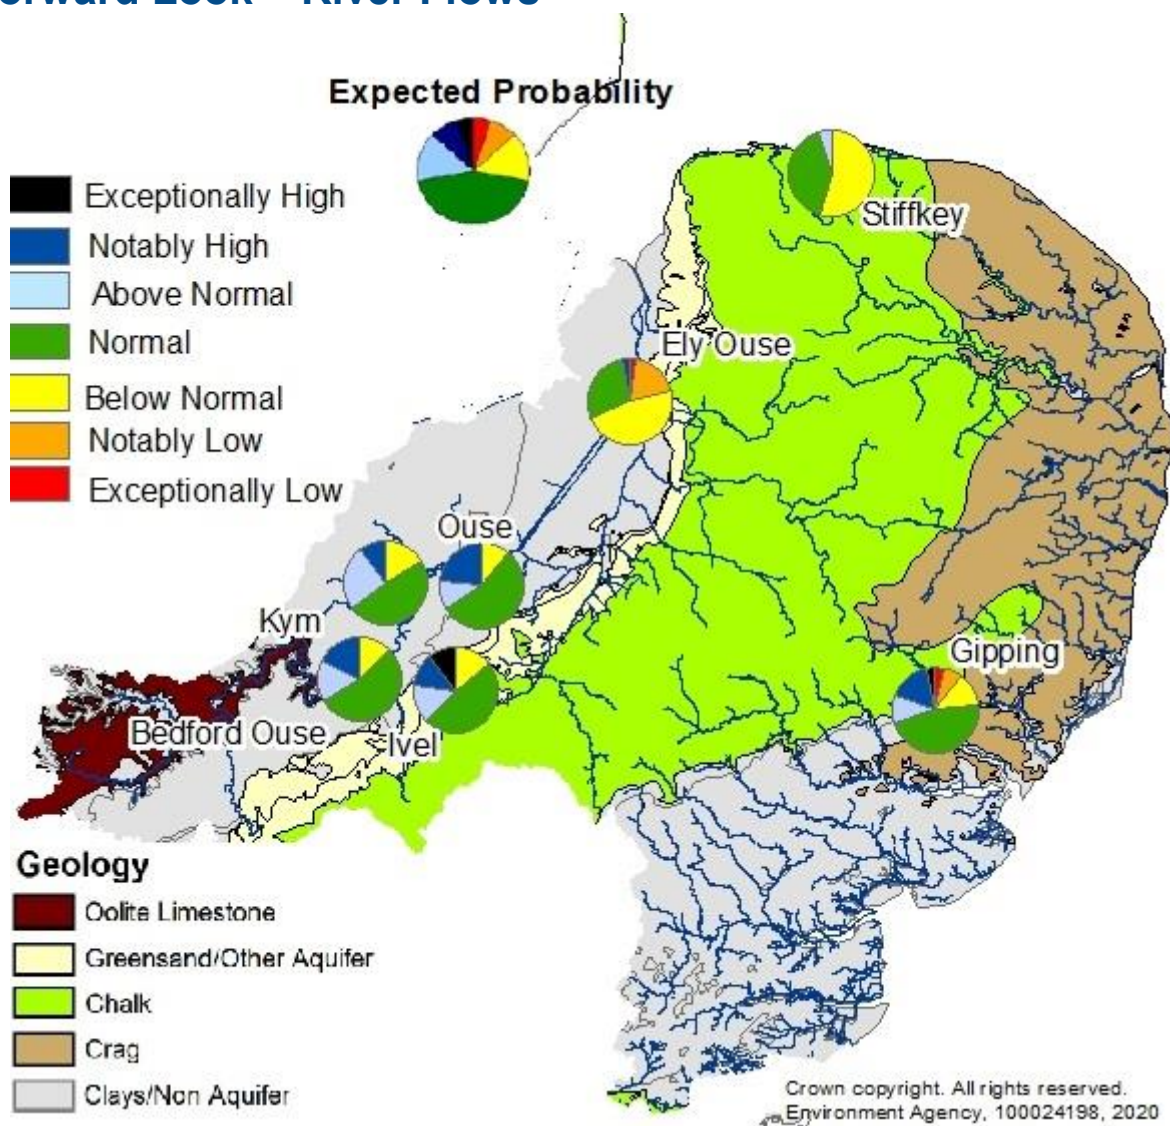 River Flows
Expected Probability
Exceptionally High
Notably High
Above Normal
Normal
Below Normal
Notably Low
Exceptionally Low
Stiffkey
Ely Ouse
Ouse
Kym
Gipping
Bedford Ouse
Ivel
Geology
Oolite Limestone
Greensand/Other Aquifer
Chalk
Crag
Clays/Non Aquifer
Crown copyright. All rights reserved.
Environment Agency, 100024198, 2020